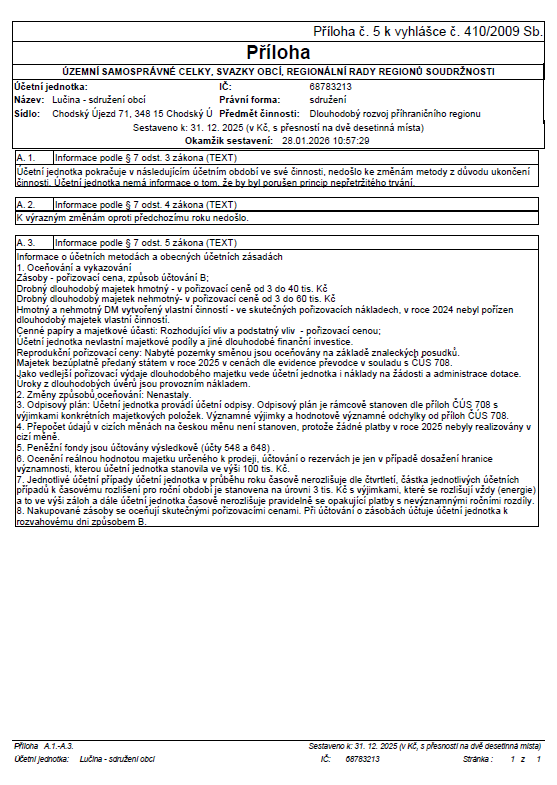 Příloha č. 5 k vyhlášce č. 410/2009 Sb.
Příloha
ÚZEMNÍ SAMOSPRÁVNÉ CELKY, SVAZKY OBCÍ, REGIONÁLNÍ RADY REGIONŮ SOUDRŽNOSTI
Účetní jednotka: IČ: 68783213
Název: Lučina - sdružení obcí Právní forma: sdružení
Sídlo: Chodský Újezd 71, 348 15 Chodský Ú Předmět činnosti: Dlouhodobý rozvoj příhraničního regionu
Sestaveno k: 31. 12. 2025 (v Kč, s přesností na dvě desetinná místa)
Okamžik sestavení: 28.01.2026 10:57:29
A. 1. Informace podle § 7 odst. 3 zákona (TEXT)
Účetní jednotka pokračuje v následujícím účetním období ve své činnosti, nedošlo ke změnám metody z důvodu ukončení
činnosti. Účetní jednotka nemá informace o tom, že by byl porušen princip nepřetržitého trvání.
A. 2. Informace podle § 7 odst. 4 zákona (TEXT)
K výrazným změnám oproti předchozímu roku nedošlo.
A. 3. Informace podle § 7 odst. 5 zákona (TEXT)
Informace o účetních metodách a obecných účetních zásadách
1. Oceňování a vykazování
Zásoby - pořizovací cena, způsob účtování B;
Drobný dlouhodobý majetek hmotný - v pořizovací ceně od 3 do 40 tis. Kč
Drobný dlouhodobý majetek nehmotný- v pořizovací ceně od 3 do 60 tis. Kč
Hmotný a nehmotný DM vytvořený vlastní činností - ve skutečných pořizovacích nákladech, v roce 2024 nebyl pořízen
dlouhodobý majetek vlastní činností.
Cenné papíry a majetkové účasti: Rozhodující vliv a podstatný vliv - pořizovací cenou;
Účetní jednotka nevlastní majetkové podíly a jiné dlouhodobé finanční investice.
Reprodukční pořizovací ceny: Nabyté pozemky směnou jsou oceňovány na základě znaleckých posudků.
Majetek bezúplatně předaný státem v roce 2025 v cenách dle evidence převodce v souladu s ČÚS 708.
Jako vedlejší pořizovací výdaje dlouhodobého majetku vede účetní jednotka i náklady na žádosti a administrace dotace.
Úroky z dlouhodobých úvěrů jsou provozním nákladem.
2. Změny způsobů oceňování: Nenastaly.
3. Odpisový plán: Účetní jednotka provádí účetní odpisy. Odpisový plán je rámcově stanoven dle příloh ČÚS 708 s
výjimkami konkrétních majetkových položek. Významné výjimky a hodnotově významné odchylky od příloh ČÚS 708.
4. Přepočet údajů v cizích měnách na českou měnu není stanoven, protože žádné platby v roce 2025 nebyly realizovány v
cizí měně.
5. Peněžní fondy jsou účtovány výsledkově (účty 548 a 648) .
6. Ocenění reálnou hodnotou majetku určeného k prodeji, účtování o rezervách je jen v případě dosažení hranice
významnosti, kterou účetní jednotka stanovila ve výši 100 tis. Kč.
7. Jednotlivé účetní případy účetní jednotka v průběhu roku časově nerozlišuje dle čtvrtletí, částka jednotlivých účetních
případů k časovému rozlišení pro roční období je stanovena na úrovni 3 tis. Kč s výjimkami, které se rozlišují vždy (energie)
a to ve výši záloh a dále účetní jednotka časově nerozlišuje pravidelně se opakující platby s nevýznamnými ročními rozdíly.
8. Nakupované zásoby se oceňují skutečnými pořizovacími cenami. Při účtování o zásobách účtuje účetní jednotka k
rozvahovému dni způsobem B.
Příloha A.1.-A.3. Sestaveno k: 31. 12. 2025 (v Kč, s přesností na dvě desetinná místa)
Účetní jednotka: Lučina - sdružení obcí IČ: 68783213 Stránka : 1 z 1